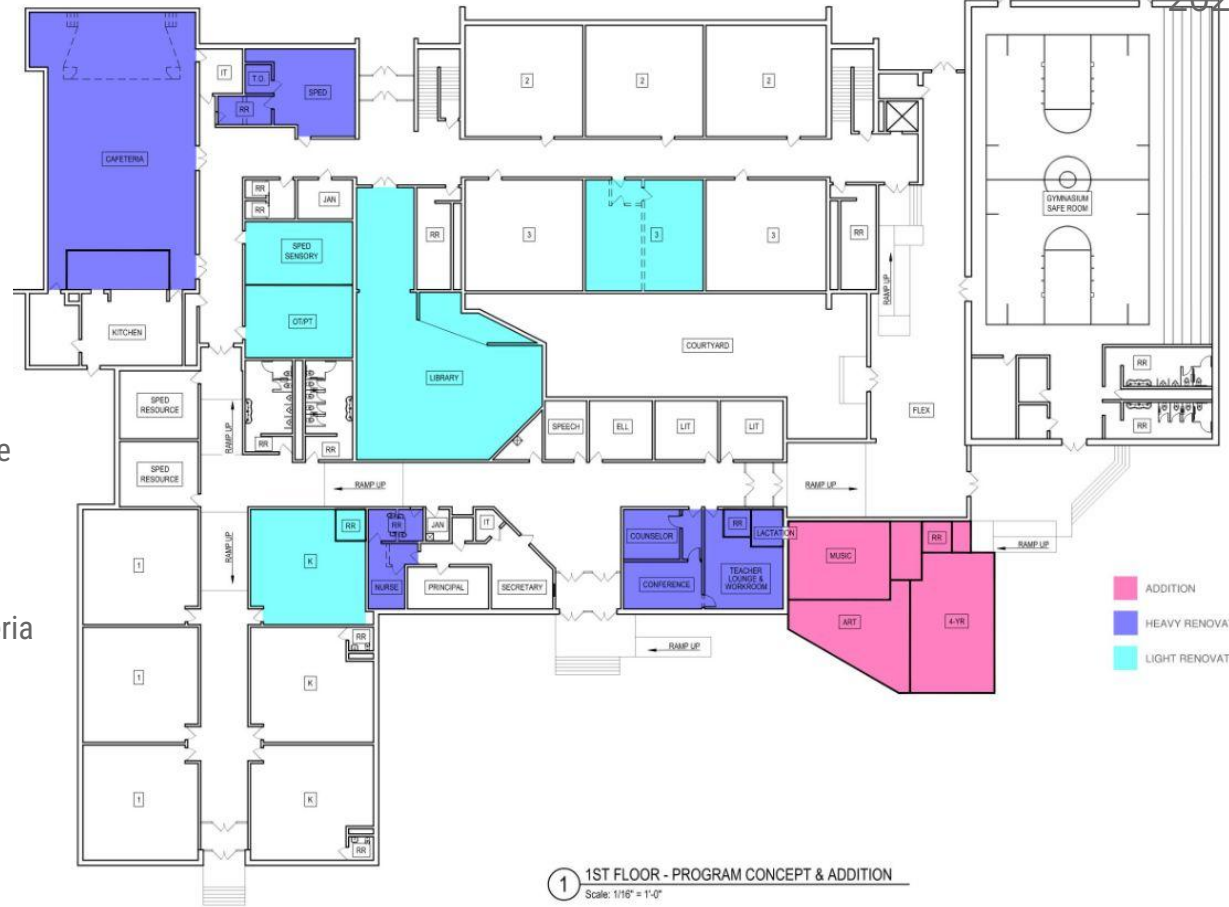 IT
T.O.
SPED
RR
2
2
2
CAFETERIA
RR
RR
JAN
GYMNASIUM
SAFE ROOM
SPED
SENSORY
RR
3
3
3
RR
RAMP UP
OT/PT
KITCHEN
COURTYARD
LIBRARY
RR
RR
SPED
RESOURCE
RAMP UP
SPEECH
ELL
LIT
LIT
FLEX
RR
RR
SPED
RESOURCE
RAMP UP
RAMP UP
RR
RR
JAN
IT
COUNSELOR
RR
LACTATION
MUSIC
RR
RAMP UP
1
RAMP UP
K
NURSE
PRINCIPAL
SECRETARY
CONFERENCE
TEACHER
LOUNGE &
WORKROOM
ART
4-YR
RAMP UP
RR
1
K
1
K
RR
ADDITION
HEAVY
LIGHT
1
1ST FLOOR - PROGRAM CONCEPT & ADDITION
Scale: 1/16" = 1'-0"